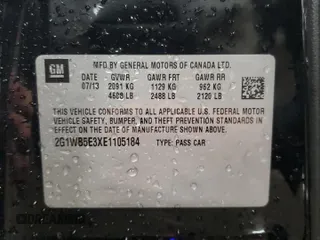 GM
MFD BY GENERAL MOTORS OF CANADA LTD.
DATE GVWR GAWR FRT GAWR RR
07/13 2091 KG 1129 KG 962 KG
4608 LB 2488 LB 2120 LB
THIS VEHICLE CONFORMS TO ALL APPLICABLE U.S. FEDERAL MOTOR
VEHICLE SAFETY, BUMPER, AND THEFT PREVENTION STANDARDS IN
EFFECT ON THE DATE OF MANUFACTURE SHOWN ABOVE.
2G1WB5E3XE1105184 TYPE: PASS CAR